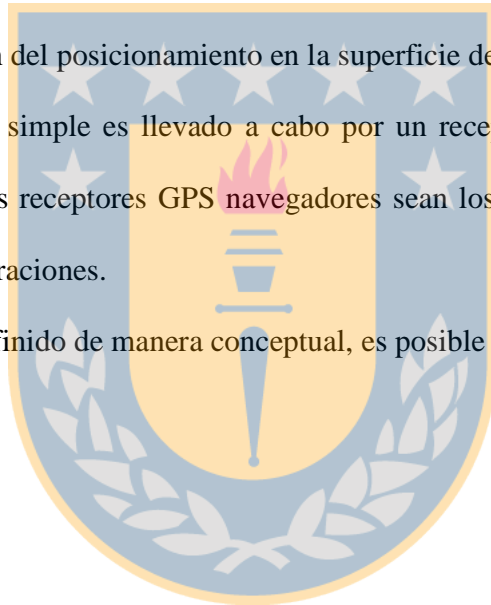 del posicionamiento en la superficie de
simple es llevado a cabo por un rece
receptores GPS navegadores sean los
raciones.
finido de manera conceptual, es posible